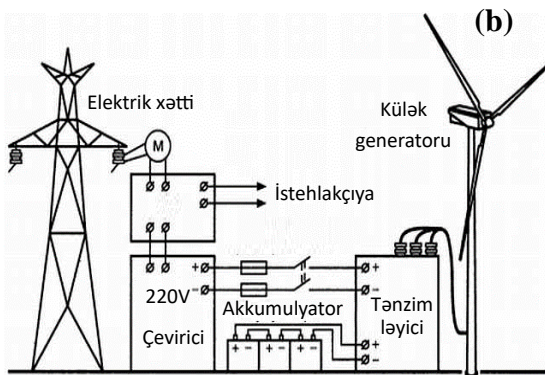 (b)
Elektrik xətti
Külək
generatoru
M
İstehlakçıya
220V
Çevirici
+
−
Akkumulyator
+ − + − + −
+
−
Tənzim
ləyici
+
−